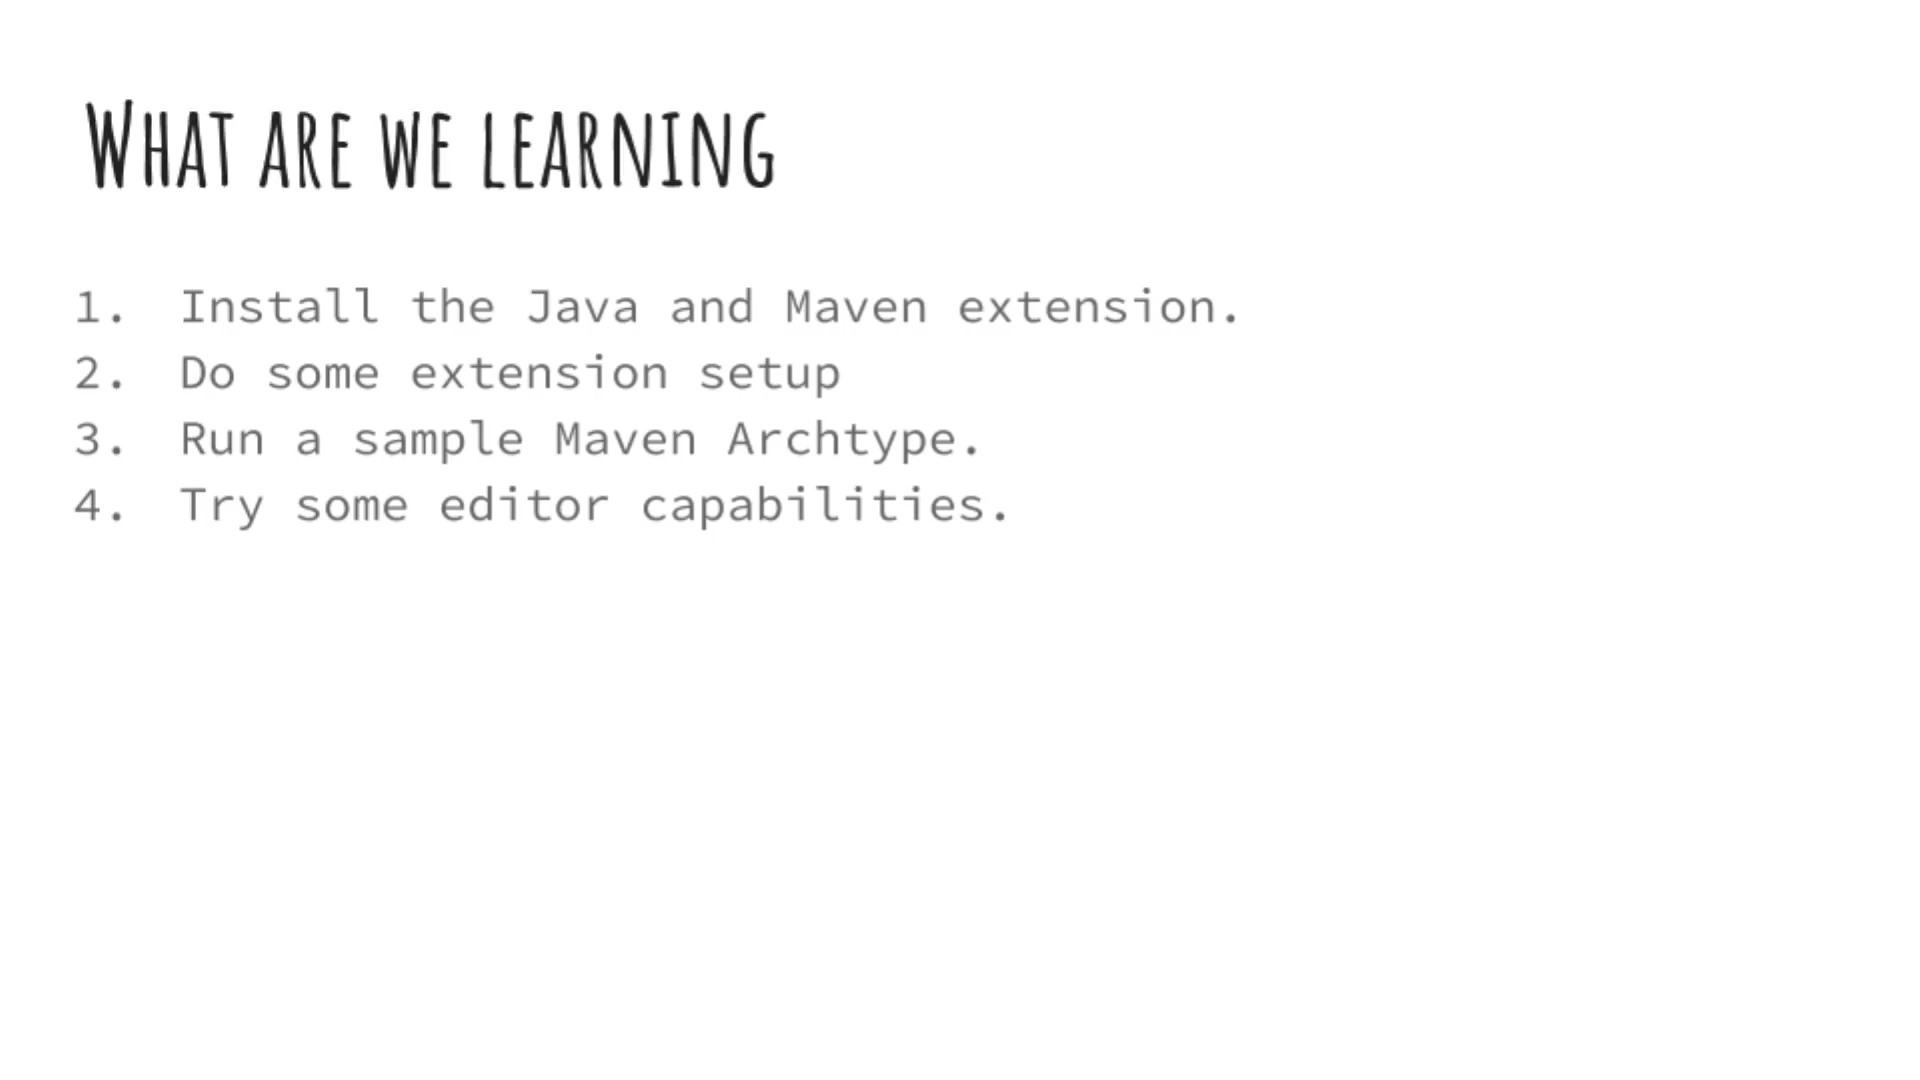 What are we learning
1. Install the Java and Maven extension.
2. Do some extension setup
3. Run a sample Maven Archtype.
4. Try some editor capabilities.